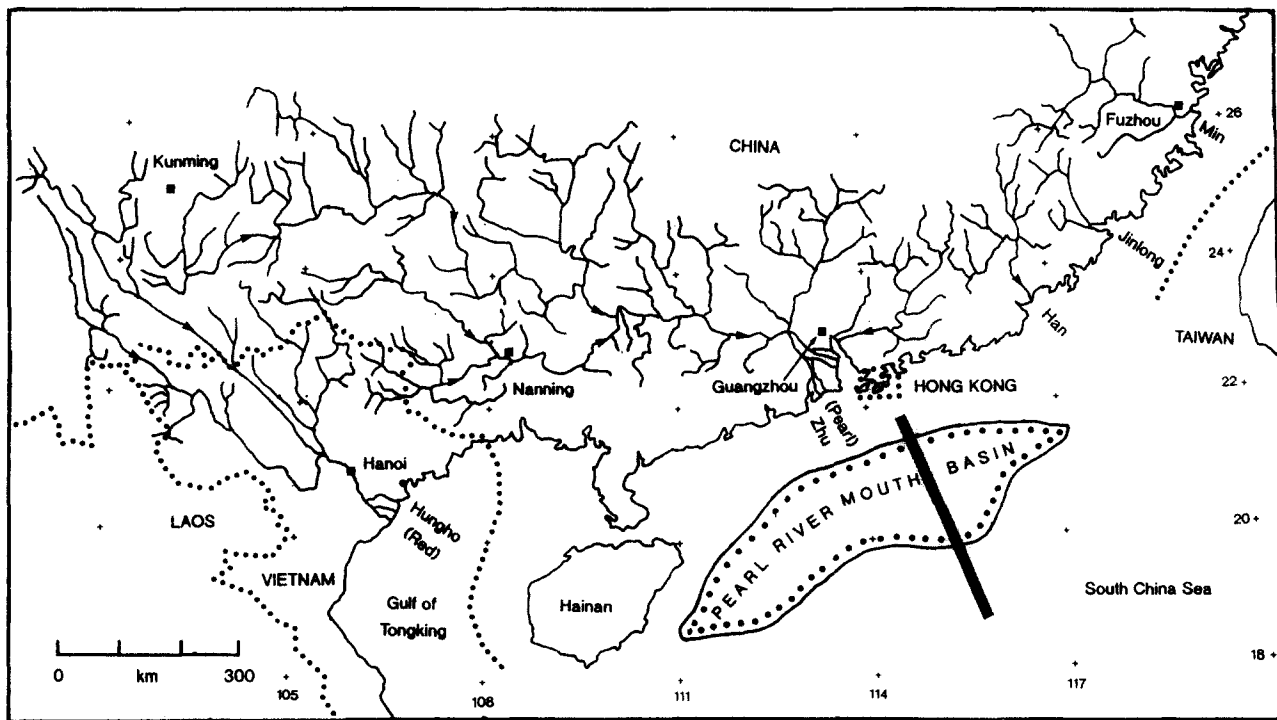 Fuzhou
26
Min
CHINA
Kunming
Jinlong
24
Han
TAIWAN
Nanning
Guangzhou
HONG KONG
22
(Pearl)
Zhu
Hanoi
PEARL RIVER MOUTH BASIN
Hungho
(Red)
LAOS
20
VIETNAM
Gulf of
Tongking
Hainan
South China Sea
0 km 300
18
105
108
111
114
117